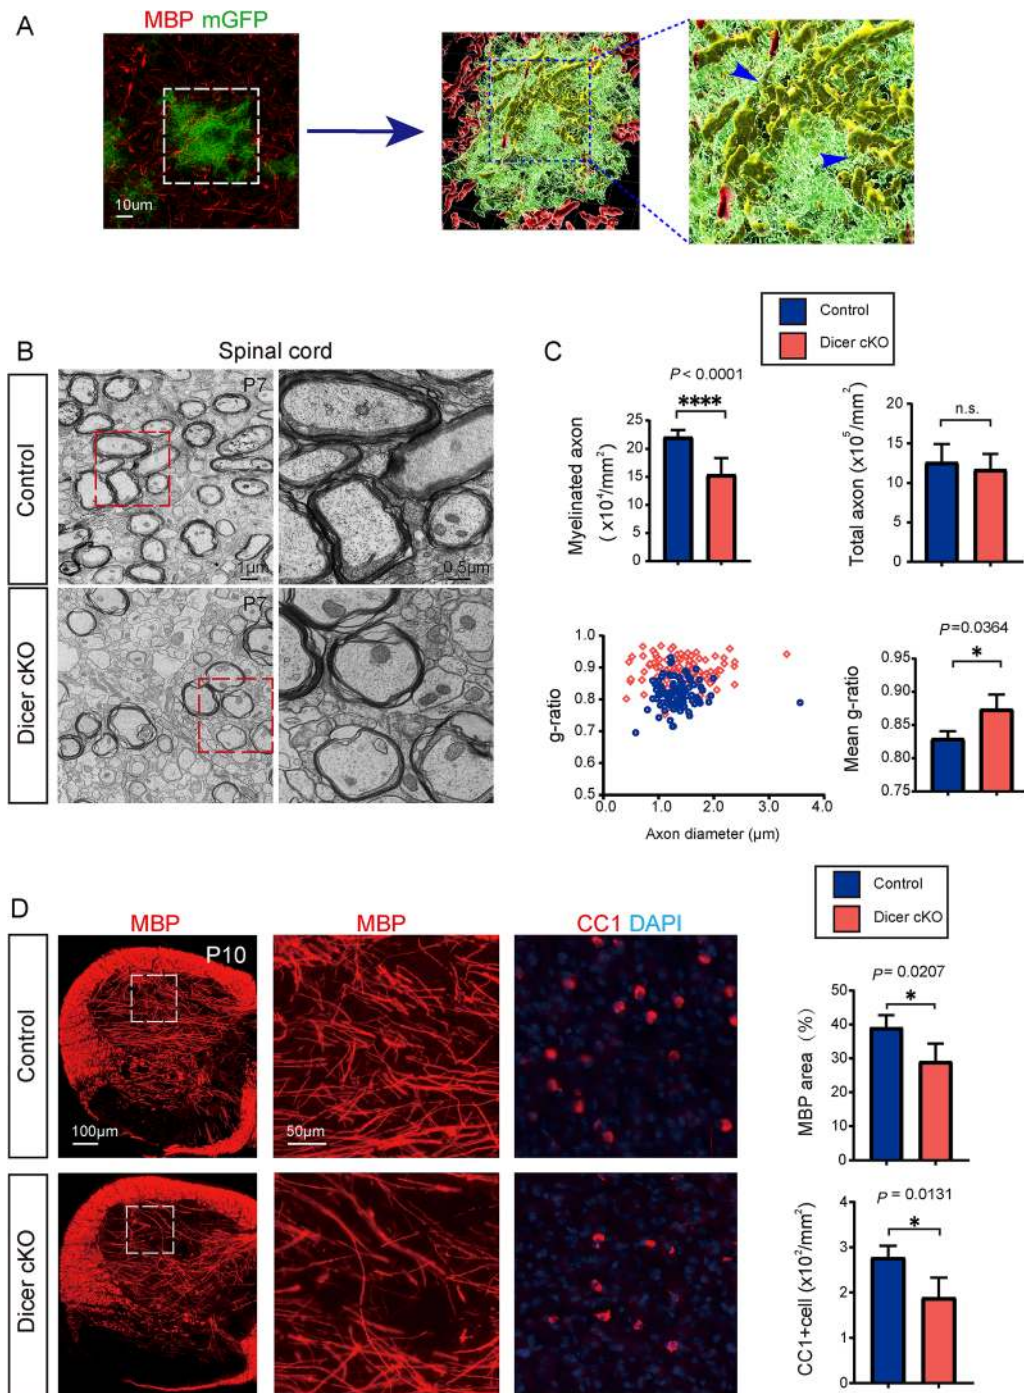 A
MBP mGFP
10μm
B
Spinal cord
Control
P7
1μm
0.5μm
Dicer cKO
P7
C
Control
Dicer cKO
P< 0.0001
****
Myelinated axon
( x10⁴/mm²)
25
20
15
10
5
0
n.s.
Total axon (x10⁵/mm²)
20
15
10
5
0
g-ratio
1.0
0.9
0.8
0.7
0.6
0.5
0.0 1.0 2.0 3.0 4.0
Axon diameter (μm)
P=0.0364
*
Mean g-ratio
0.95
0.90
0.85
0.80
0.75
D
MBP
MBP
CC1 DAPI
Control
P10
100μm
50μm
Dicer cKO
Control
Dicer cKO
P= 0.0207
*
MBP area (%)
50
40
30
20
10
0
P = 0.0131
*
CC1+cell (x10²/mm²)
4
3
2
1
0